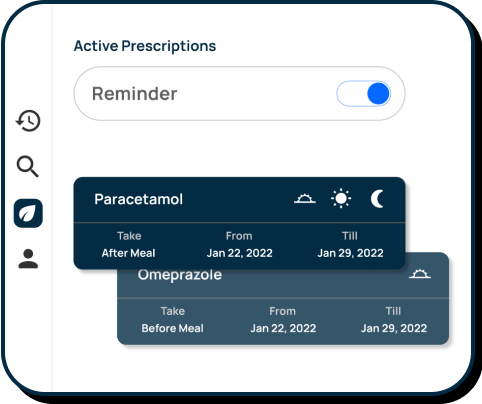 Active Prescriptions
Reminder
Paracetamol
Take From Till
After Meal Jan 22, 2022 Jan 29, 2022
Omeprazole
Take From Till
Before Meal Jan 22, 2022 Jan 29, 2022